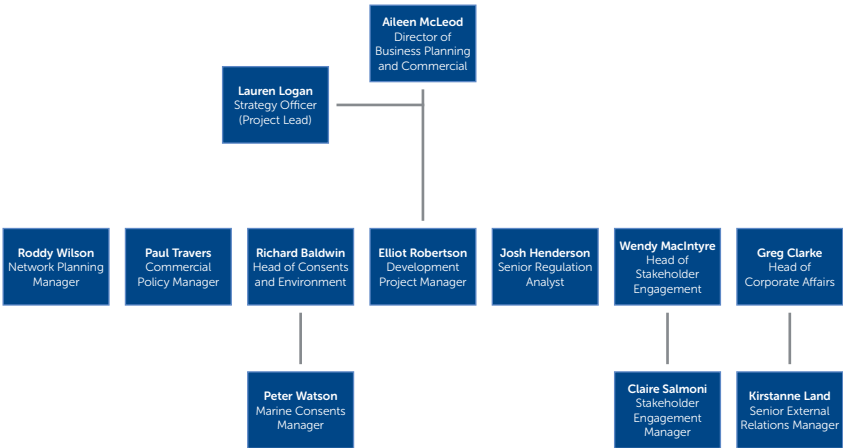 Aileen McLeod
Director of
Business Planning
and Commercial
Lauren Logan
Strategy Officer
(Project Lead)
Roddy Wilson
Network Planning
Manager
Paul Travers
Commercial
Policy Manager
Richard Baldwin
Head of Consents
and Environment
Elliot Robertson
Development
Project Manager
Josh Henderson
Senior Regulation
Analyst
Wendy MacIntyre
Head of
Stakeholder
Engagement
Greg Clarke
Head of
Corporate Affairs
Peter Watson
Marine Consents
Manager
Claire Salmoni
Stakeholder
Engagement
Manager
Kirstanne Land
Senior External
Relations Manager